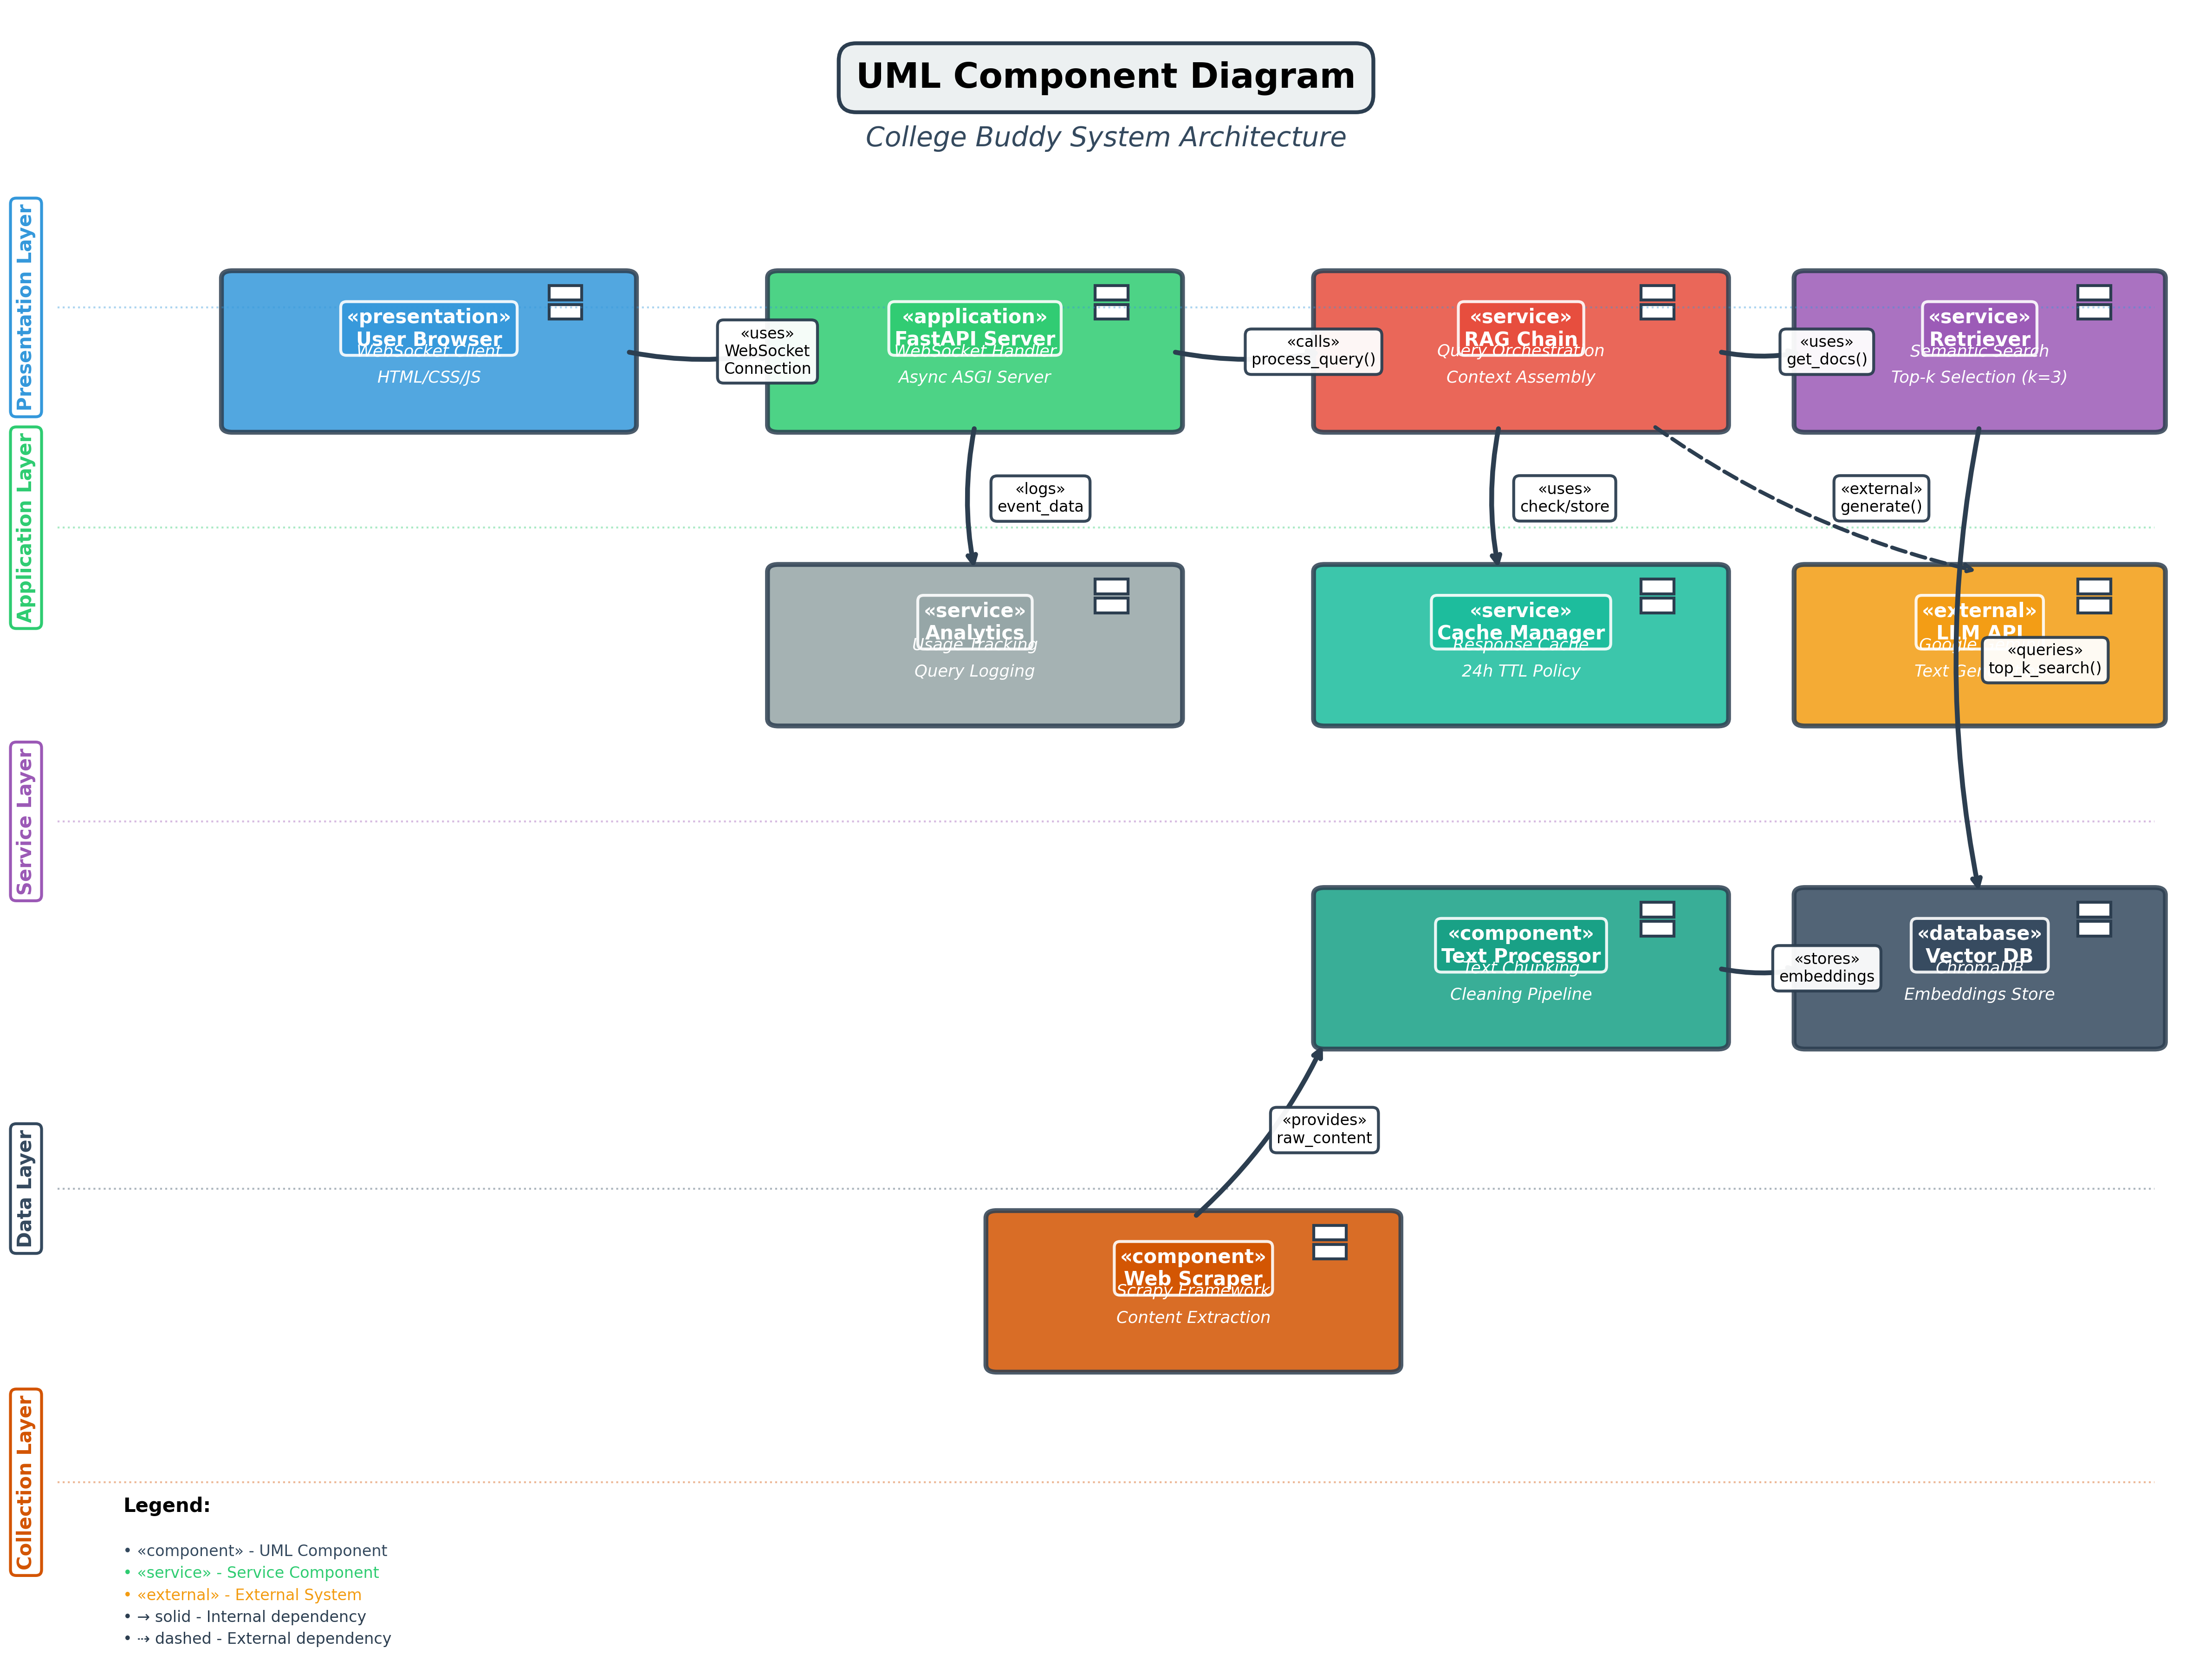 UML Component Diagram
College Buddy System Architecture
Presentation Layer
«presentation»
User Browser
WebSocket Client
HTML/CSS/JS
«uses»
WebSocket
Connection
«application»
FastAPI Server
WebSocket Handler
Async ASGI Server
«calls»
process_query()
«service»
RAG Chain
Query Orchestration
Context Assembly
«uses»
get_docs()
«service»
Retriever
Semantic Search
Top-k Selection (k=3)
Application Layer
«logs»
event_data
«uses»
check/store
«external»
generate()
«service»
Analytics
Usage Tracking
Query Logging
«service»
Cache Manager
Response Cache
24h TTL Policy
«external»
LLM API
Google
Text
«queries»
top_k_search()
Service Layer
«component»
Text Processor
Text Chunking
Cleaning Pipeline
«stores»
embeddings
«database»
Vector DB
ChromaDB
Embeddings Store
Data Layer
«provides»
raw_content
«component»
Web Scraper
Scrapy Framework
Content Extraction
Collection Layer
Legend:
• «component» - UML Component
• «service» - Service Component
• «external» - External System
• → solid - Internal dependency
• ⇢ dashed - External dependency